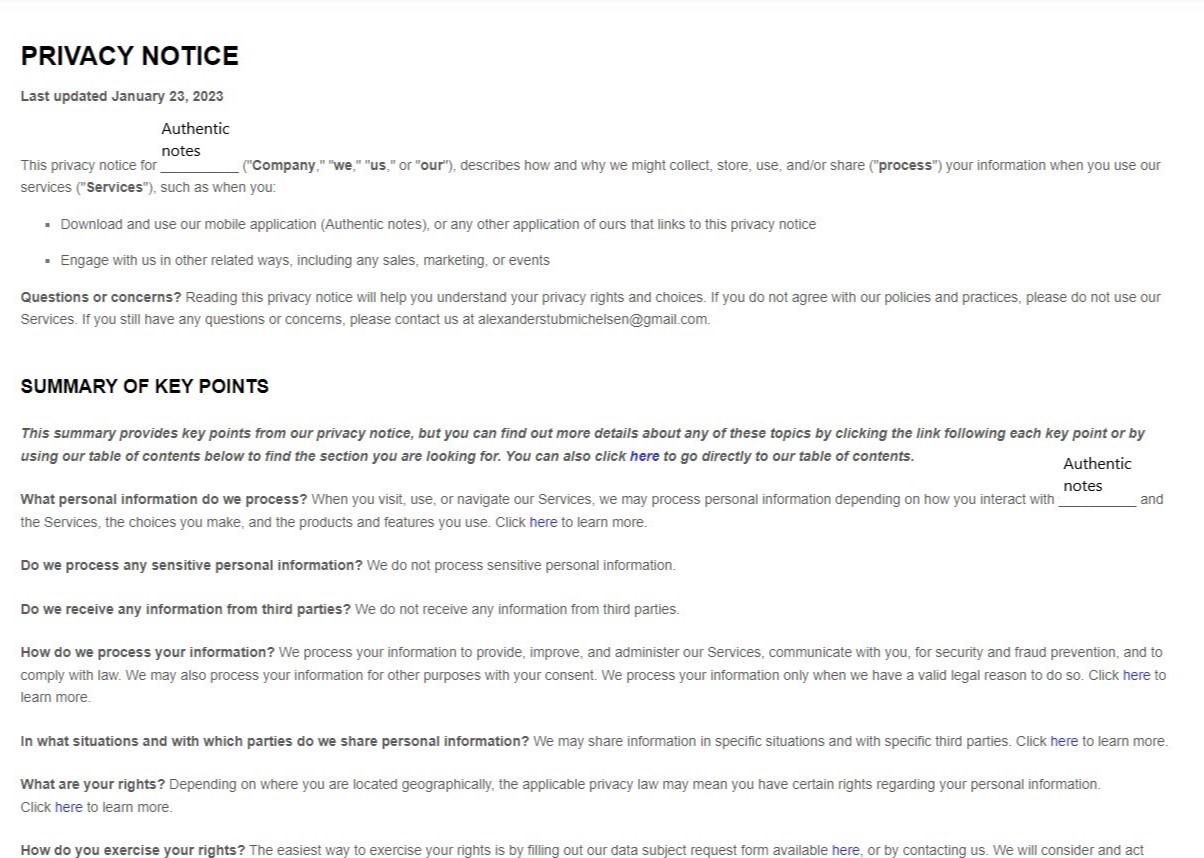 PRIVACY NOTICE
Last updated January 23, 2023
Authentic
notes
This privacy notice for __________ ("Company," "we," "us," or "our"), describes how and why we might collect, store, use, and/or share ("process") your information when you use our
services ("Services"), such as when you:
▪ Download and use our mobile application (Authentic notes), or any other application of ours that links to this privacy notice
▪ Engage with us in other related ways, including any sales, marketing, or events
Questions or concerns? Reading this privacy notice will help you understand your privacy rights and choices. If you do not agree with our policies and practices, please do not use our
Services. If you still have any questions or concerns, please contact us at alexanderstubmichelsen@gmail.com.
SUMMARY OF KEY POINTS
This summary provides key points from our privacy notice, but you can find out more details about any of these topics by clicking the link following each key point or by
using our table of contents below to find the section you are looking for. You can also click here to go directly to our table of contents.
Authentic
notes
What personal information do we process? When you visit, use, or navigate our Services, we may process personal information depending on how you interact with __________ and
the Services, the choices you make, and the products and features you use. Click here to learn more.
Do we process any sensitive personal information? We do not process sensitive personal information.
Do we receive any information from third parties? We do not receive any information from third parties.
How do we process your information? We process your information to provide, improve, and administer our Services, communicate with you, for security and fraud prevention, and to
comply with law. We may also process your information for other purposes with your consent. We process your information only when we have a valid legal reason to do so. Click here to
learn more.
In what situations and with which parties do we share personal information? We may share information in specific situations and with specific third parties. Click here to learn more.
What are your rights? Depending on where you are located geographically, the applicable privacy law may mean you have certain rights regarding your personal information.
Click here to learn more.
How do you exercise your rights? The easiest way to exercise your rights is by filling out our data subject request form available here, or by contacting us. We will consider and act